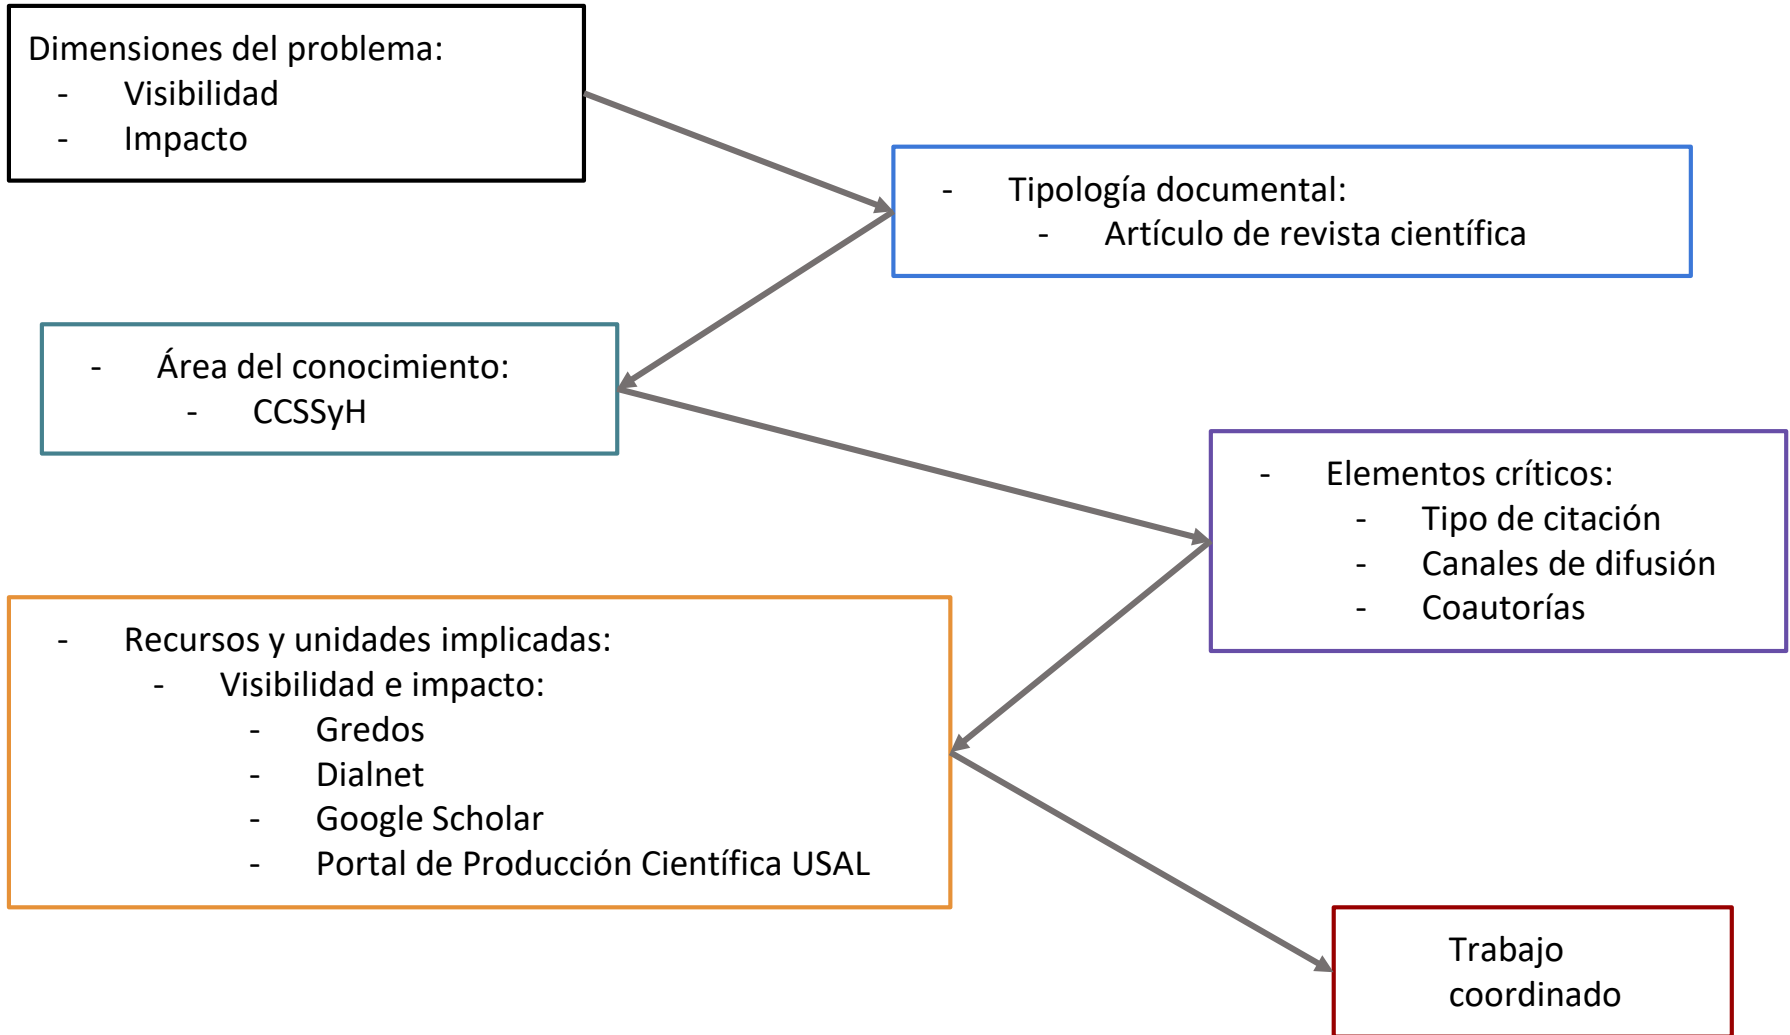 Dimensiones del problema:
- Visibilidad
- Impacto
- Tipología documental:
- Artículo de revista científica
- Área del conocimiento:
- CCSSyH
- Elementos críticos:
- Tipo de citación
- Canales de difusión
- Coautorías
- Recursos y unidades implicadas:
- Visibilidad e impacto:
- Gredos
- Dialnet
- Google Scholar
- Portal de Producción Científica USAL
Trabajo
coordinado